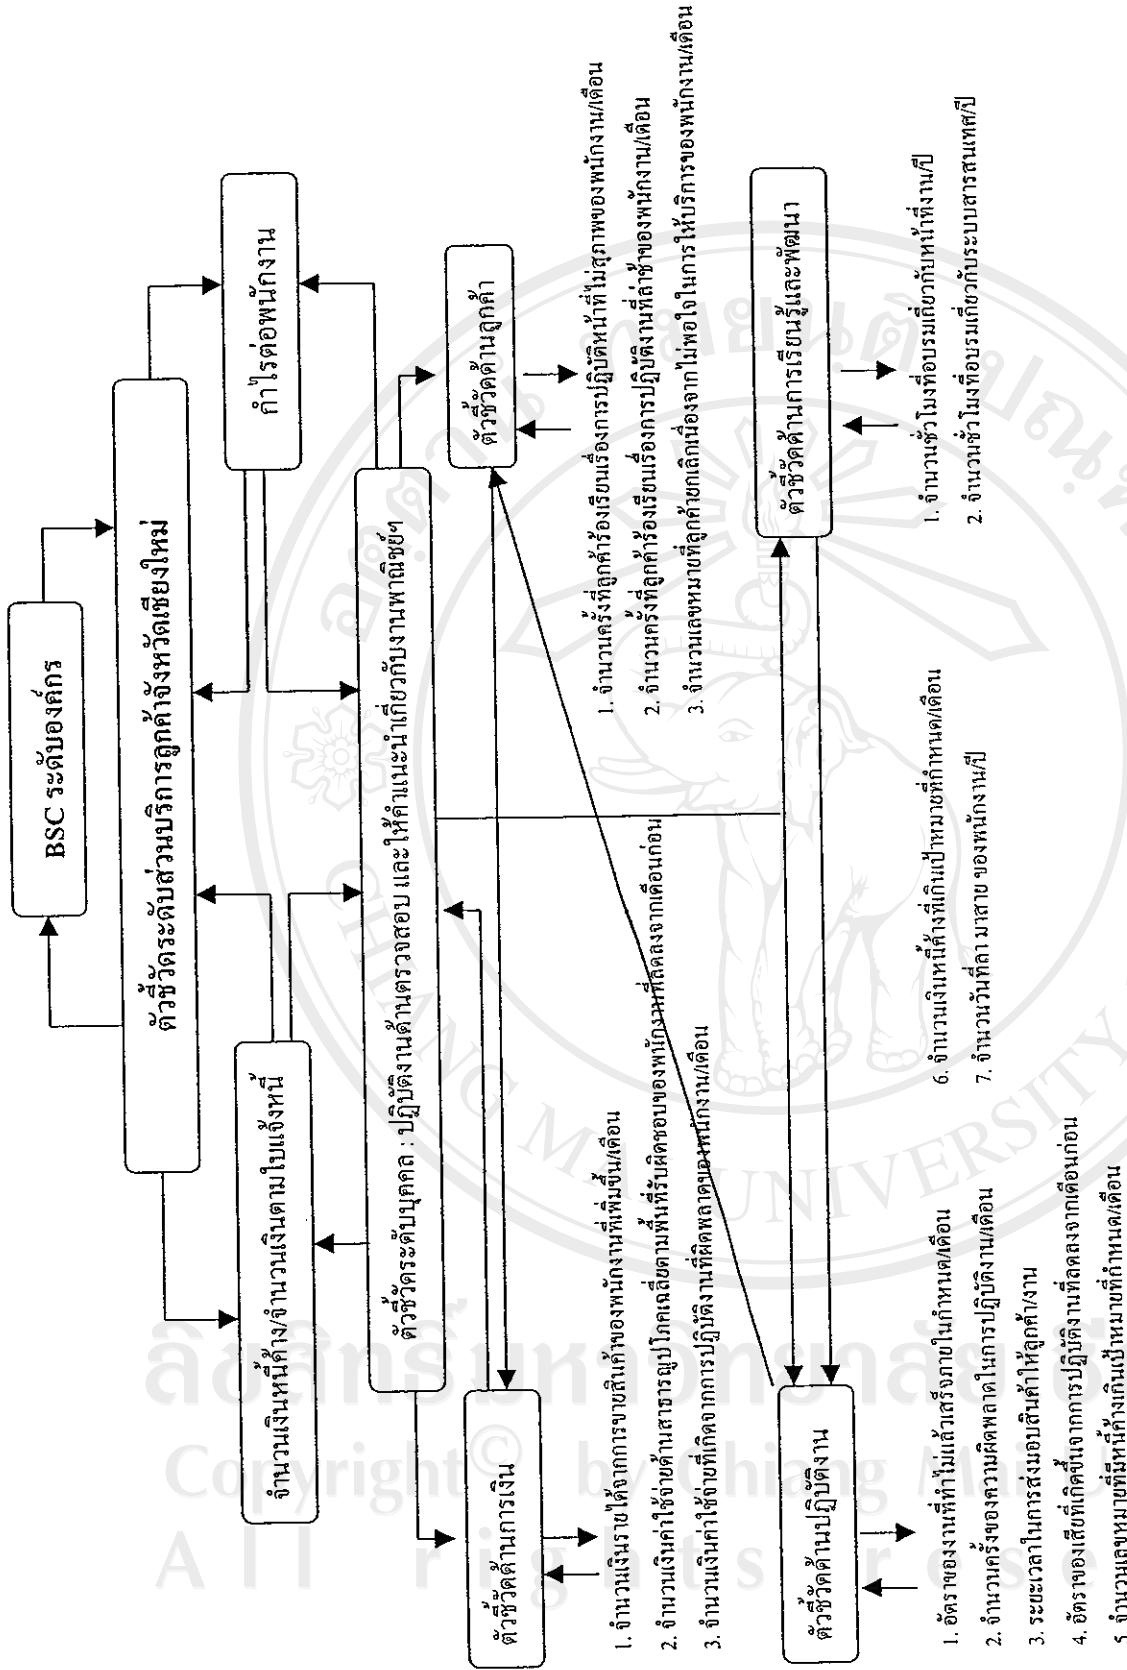 BSC ระดับองค์กร
ตัวชี้วัดระดับส่วนบริการลูกค้าจังหวัดเชียงใหม่
จำนวนเงินหนี้ค้าง/จำนวนเงินตามใบแจ้งหนี้
กำไรต่อพนักงาน
ตัวชี้วัดระดับบุคคล : ปฏิบัติงานด้านตรวจสอบ และให้คำแนะนำเกี่ยวกับงานพาณิชย์ฯ
ตัวชี้วัดด้านการเงิน
ตัวชี้วัดด้านลูกค้า
1. จำนวนเงินรายได้จากการขายสินค้าของพนักงานที่เพิ่มขึ้น/เดือน
2. จำนวนเงินค่าใช้จ่ายด้านสาธารณูปโภคเฉลี่ยตามพื้นที่รับผิดชอบของพนักงานที่ลดลงจากเดือนก่อน
3. จำนวนเงินค่าใช้จ่ายที่เกิดจากการปฏิบัติงานที่ผิดพลาดของพนักงาน/เดือน
1. จำนวนครั้งที่ลูกค้าร้องเรียนเรื่องการปฏิบัติหน้าที่ไม่สุภาพของพนักงาน/เดือน
2. จำนวนครั้งที่ลูกค้าร้องเรียนเรื่องการปฏิบัติงานที่ล่าช้าของพนักงาน/เดือน
3. จำนวนเลขหมายที่ลูกค้ายกเลิกเนื่องจากไม่พอใจในการให้บริการของพนักงาน/เดือน
ตัวชี้วัดด้านปฏิบัติงาน
ตัวชี้วัดด้านการเรียนรู้และพัฒนา
1. อัตราของงานที่ทำไม่แล้วเสร็จภายในกำหนด/เดือน
2. จำนวนครั้งของความผิดพลาดในการปฏิบัติงาน/เดือน
3. ระยะเวลาในการส่งมอบสินค้าให้ลูกค้า/งาน
4. อัตราของเสียที่เกิดขึ้นจากการปฏิบัติงานที่ลดลงจากเดือนก่อน
5. จำนวนเลขหมายที่มีหนี้ค้างเกินเป้าหมายที่กำหนด/เดือน
6. จำนวนเงินหนี้ค้างที่เกินเป้าหมายที่กำหนด/เดือน
7. จำนวนวันที่ลา มาสาย ของพนักงาน/ปี
1. จำนวนชั่วโมงที่อบรมเกี่ยวกับหน้าที่งาน/ปี
2. จำนวนชั่วโมงที่อบรมเกี่ยวกับระบบสารสนเทศ/ปี
CHIANG MAI UNIVERSITY
Copyright© by Chiang Mai
All rights rese